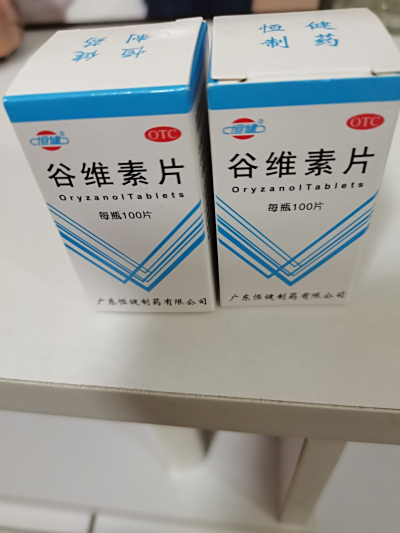 恒健
制药
恒健
制药
恒健®
OTC
谷维素片
OryzanolTablets
每瓶100片
广东恒健制药有限公司
恒健®
OTC
谷维素片
OryzanolTablets
每瓶100片
广东恒健制药有限公司